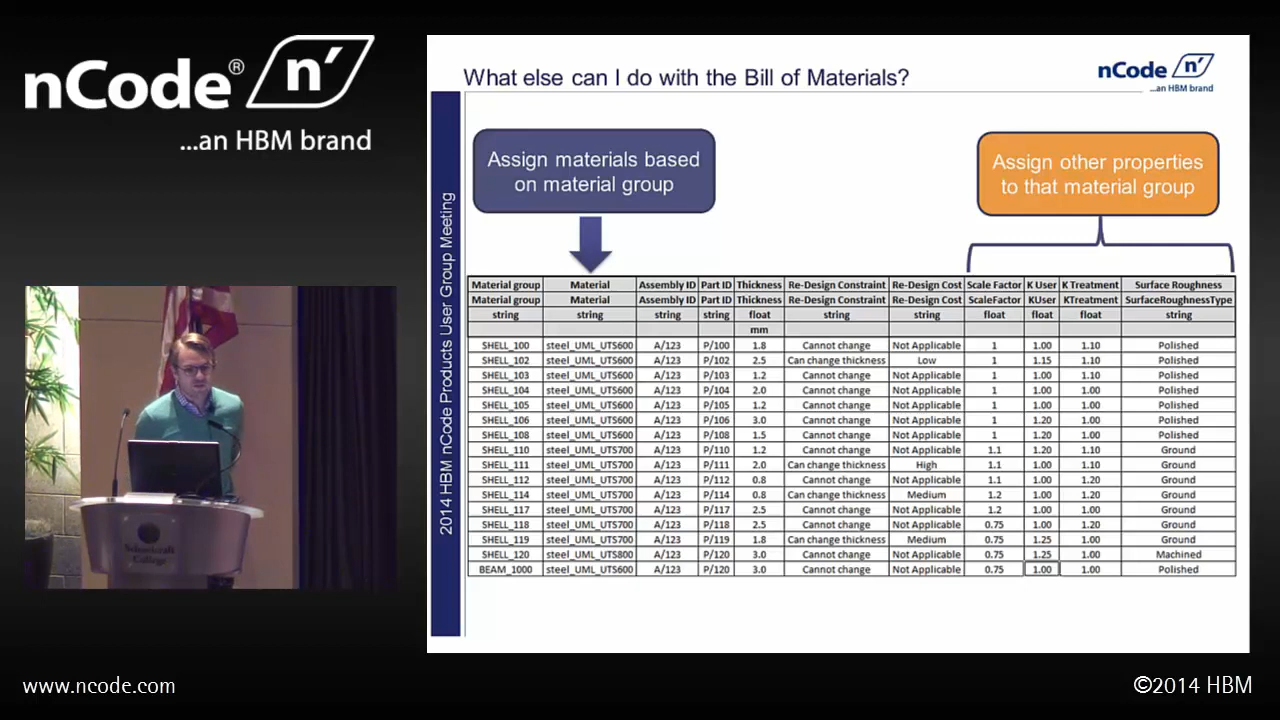 nCode® n'
...an HBM brand
What else can I do with the Bill of Materials?
nCode n'
...an HBM brand
2014 HBM nCode Products User Group Meeting
Assign materials based
on material group
Assign other properties
to that material group
Material group Material Assembly ID Part ID Thickness Re-Design Constraint Re-Design Cost Scale Factor K User K Treatment Surface Roughness
Material group Material Assembly ID Part ID Thickness Re-Design Constraint Re-Design Cost ScaleFactor KUser KTreatment SurfaceRoughnessType
string string string string float string string float float float string
mm
SHELL_100 steel_UML_UTS600 A/123 P/100 1.8 Cannot change Not Applicable 1 1.00 1.10 Polished
SHELL_102 steel_UML_UTS600 A/123 P/102 2.5 Can change thickness Low 1 1.15 1.10 Polished
SHELL_103 steel_UML_UTS600 A/123 P/103 1.2 Cannot change Not Applicable 1 1.00 1.10 Polished
SHELL_104 steel_UML_UTS600 A/123 P/104 2.0 Cannot change Not Applicable 1 1.00 1.00 Polished
SHELL_105 steel_UML_UTS600 A/123 P/105 1.2 Cannot change Not Applicable 1 1.00 1.00 Polished
SHELL_106 steel_UML_UTS600 A/123 P/106 3.0 Cannot change Not Applicable 1 1.20 1.00 Polished
SHELL_108 steel_UML_UTS600 A/123 P/108 1.5 Cannot change Not Applicable 1 1.20 1.00 Polished
SHELL_110 steel_UML_UTS700 A/123 P/110 1.2 Cannot change Not Applicable 1.1 1.20 1.10 Ground
SHELL_111 steel_UML_UTS700 A/123 P/111 2.0 Can change thickness High 1.1 1.00 1.10 Ground
SHELL_112 steel_UML_UTS700 A/123 P/112 0.8 Cannot change Not Applicable 1.1 1.00 1.20 Ground
SHELL_114 steel_UML_UTS700 A/123 P/114 0.8 Can change thickness Medium 1.2 1.00 1.20 Ground
SHELL_117 steel_UML_UTS700 A/123 P/117 2.5 Cannot change Not Applicable 1.2 1.00 1.00 Ground
SHELL_118 steel_UML_UTS700 A/123 P/118 2.5 Cannot change Not Applicable 0.75 1.00 1.20 Ground
SHELL_119 steel_UML_UTS700 A/123 P/119 1.8 Can change thickness Medium 0.75 1.25 1.00 Ground
SHELL_120 steel_UML_UTS800 A/123 P/120 3.0 Cannot change Not Applicable 0.75 1.25 1.00 Machined
BEAM_1000 steel_UML_UTS600 A/123 P/120 3.0 Cannot change Not Applicable 0.75 1.00 1.00 Polished
Schoolcraft
College
www.ncode.com
©2014 HBM